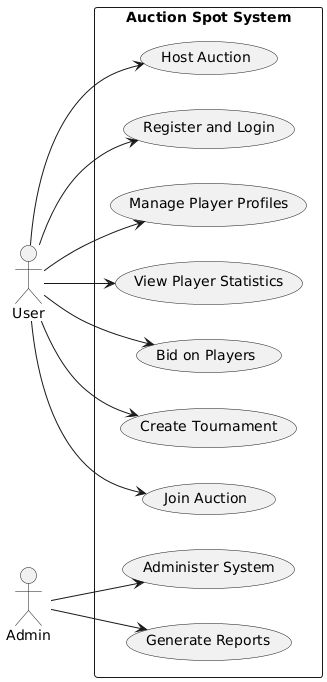 Auction Spot System
Host Auction
Register and Login
Manage Player Profiles
View Player Statistics
User
Bid on Players
Create Tournament
Join Auction
Administer System
Admin
Generate Reports